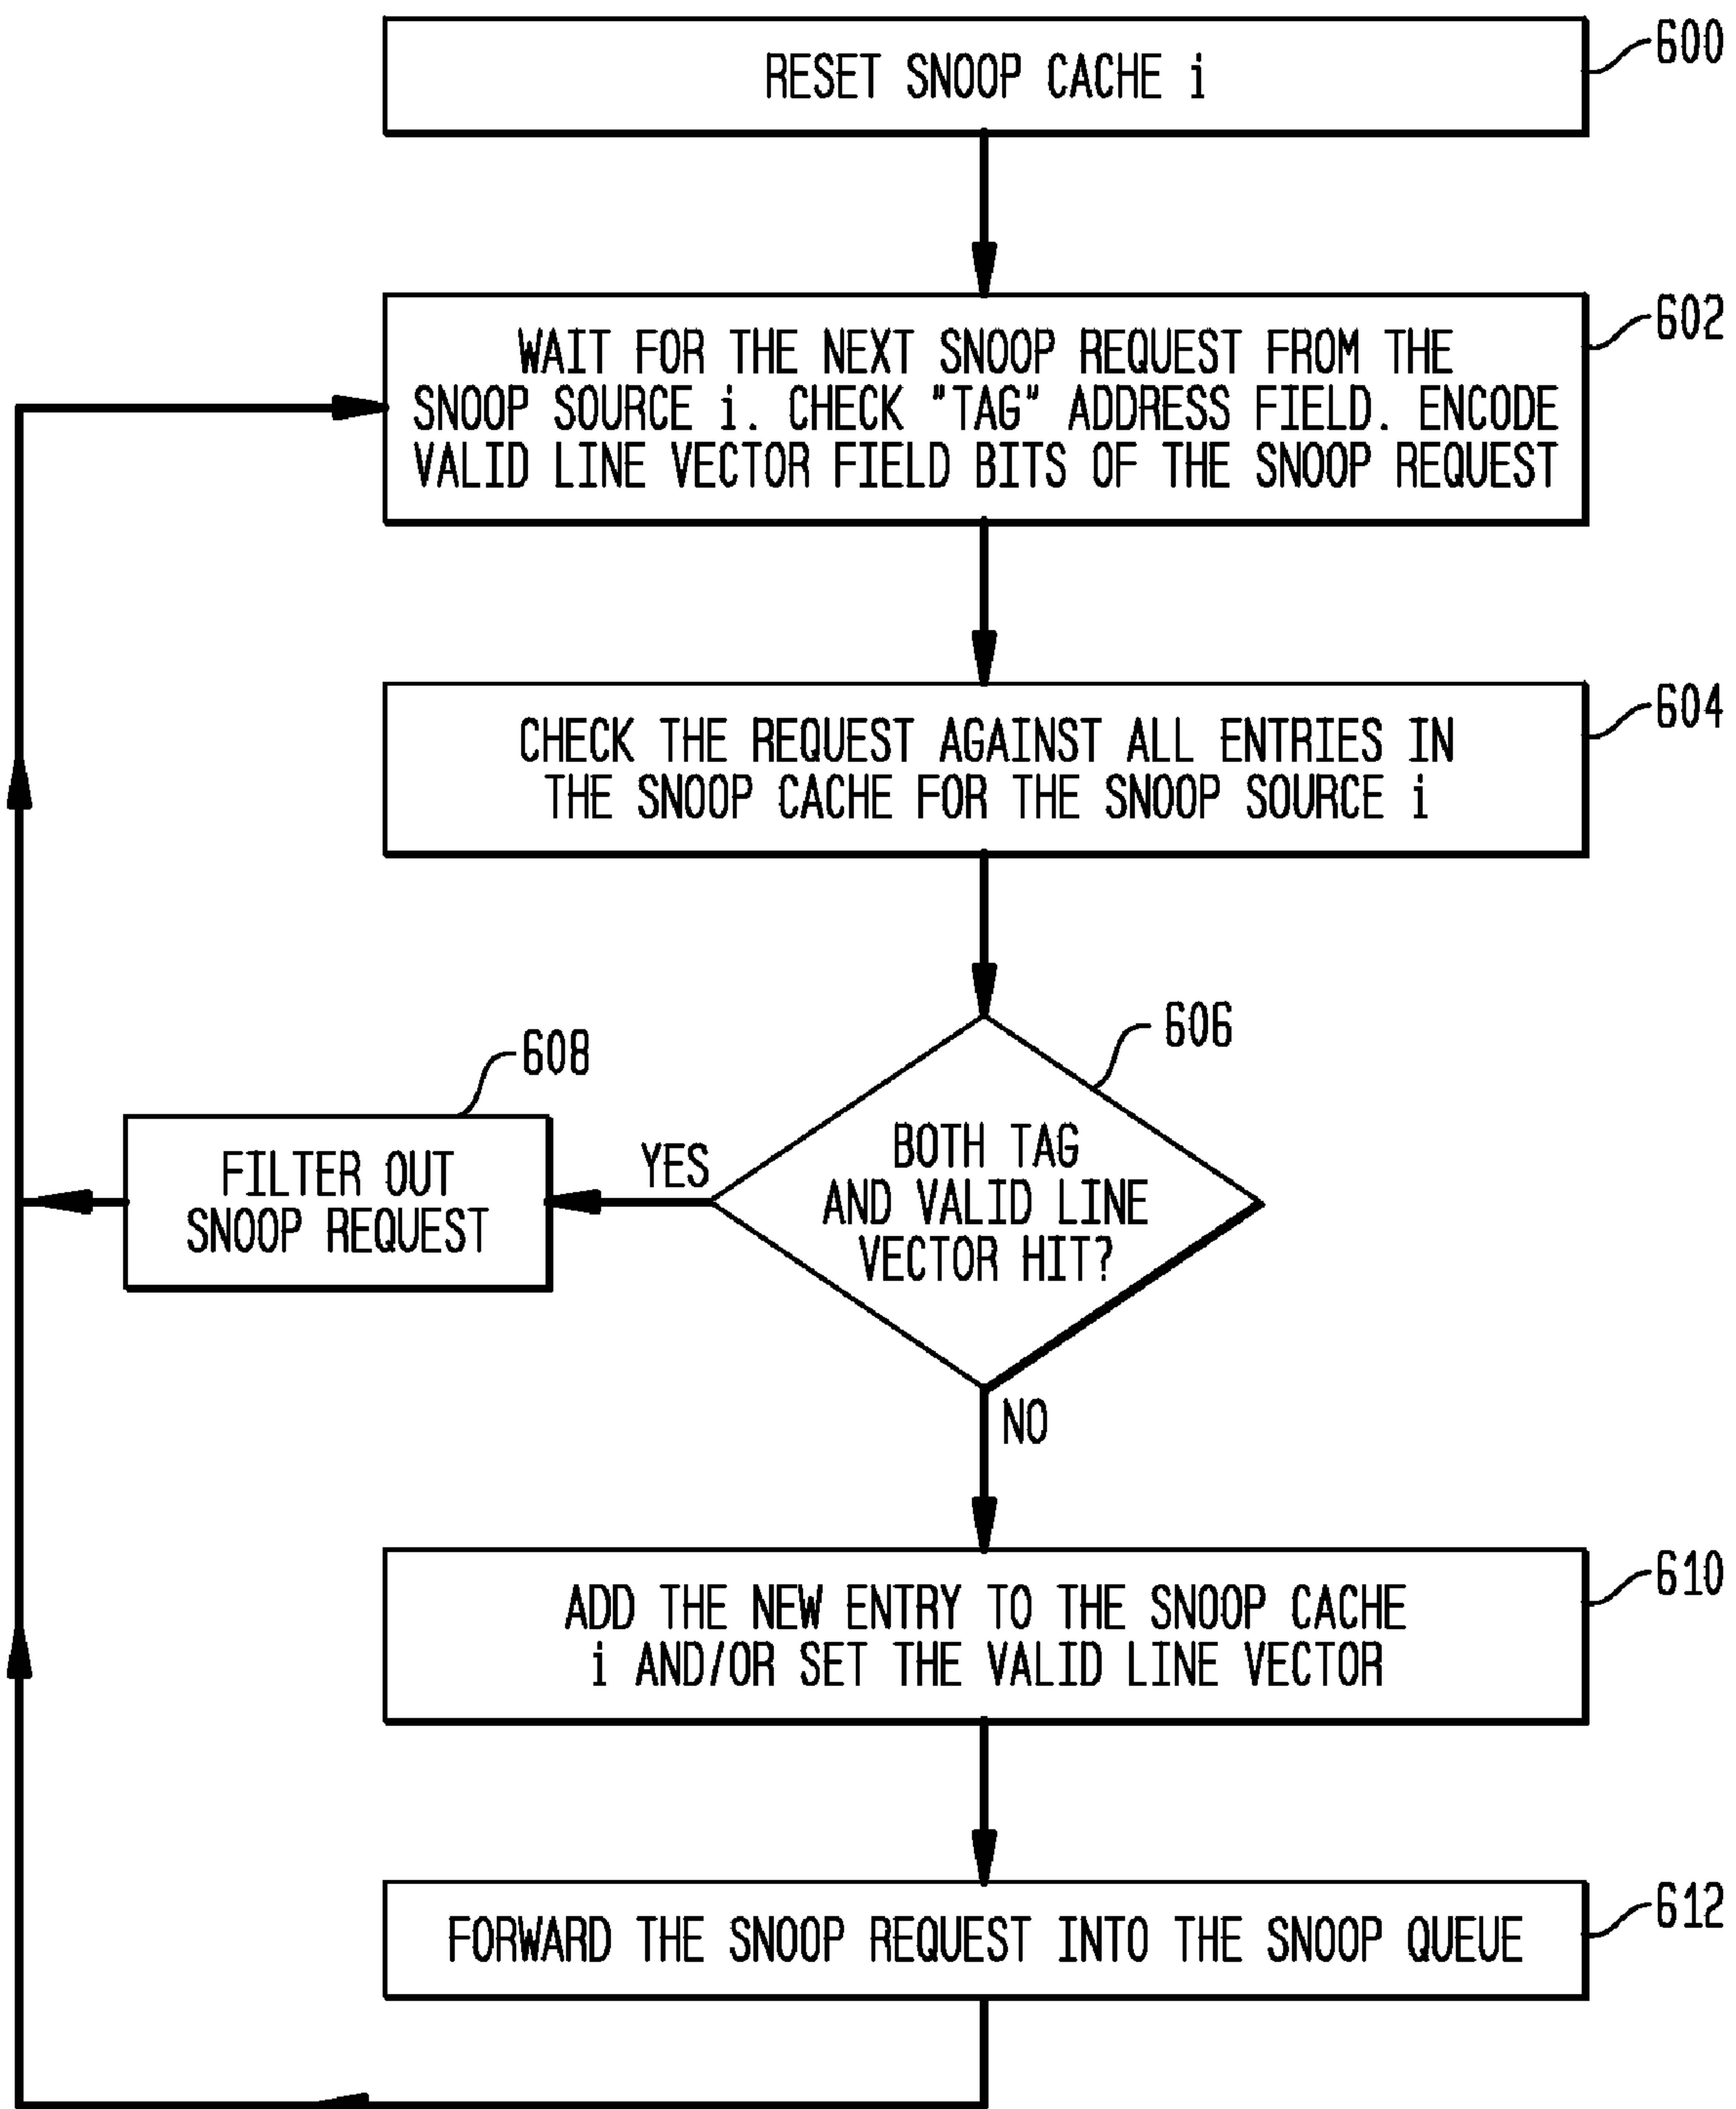 RESET SNOOP CACHE i
600
WAIT FOR THE NEXT SNOOP REQUEST FROM THE
SNOOP SOURCE i. CHECK "TAG" ADDRESS FIELD. ENCODE
VALID LINE VECTOR FIELD BITS OF THE SNOOP REQUEST
602
CHECK THE REQUEST AGAINST ALL ENTRIES IN
THE SNOOP CACHE FOR THE SNOOP SOURCE i
604
606
608
BOTH TAG
AND VALID LINE
VECTOR HIT?
YES
FILTER OUT
SNOOP REQUEST
NO
ADD THE NEW ENTRY TO THE SNOOP CACHE
i AND/OR SET THE VALID LINE VECTOR
610
FORWARD THE SNOOP REQUEST INTO THE SNOOP QUEUE
612